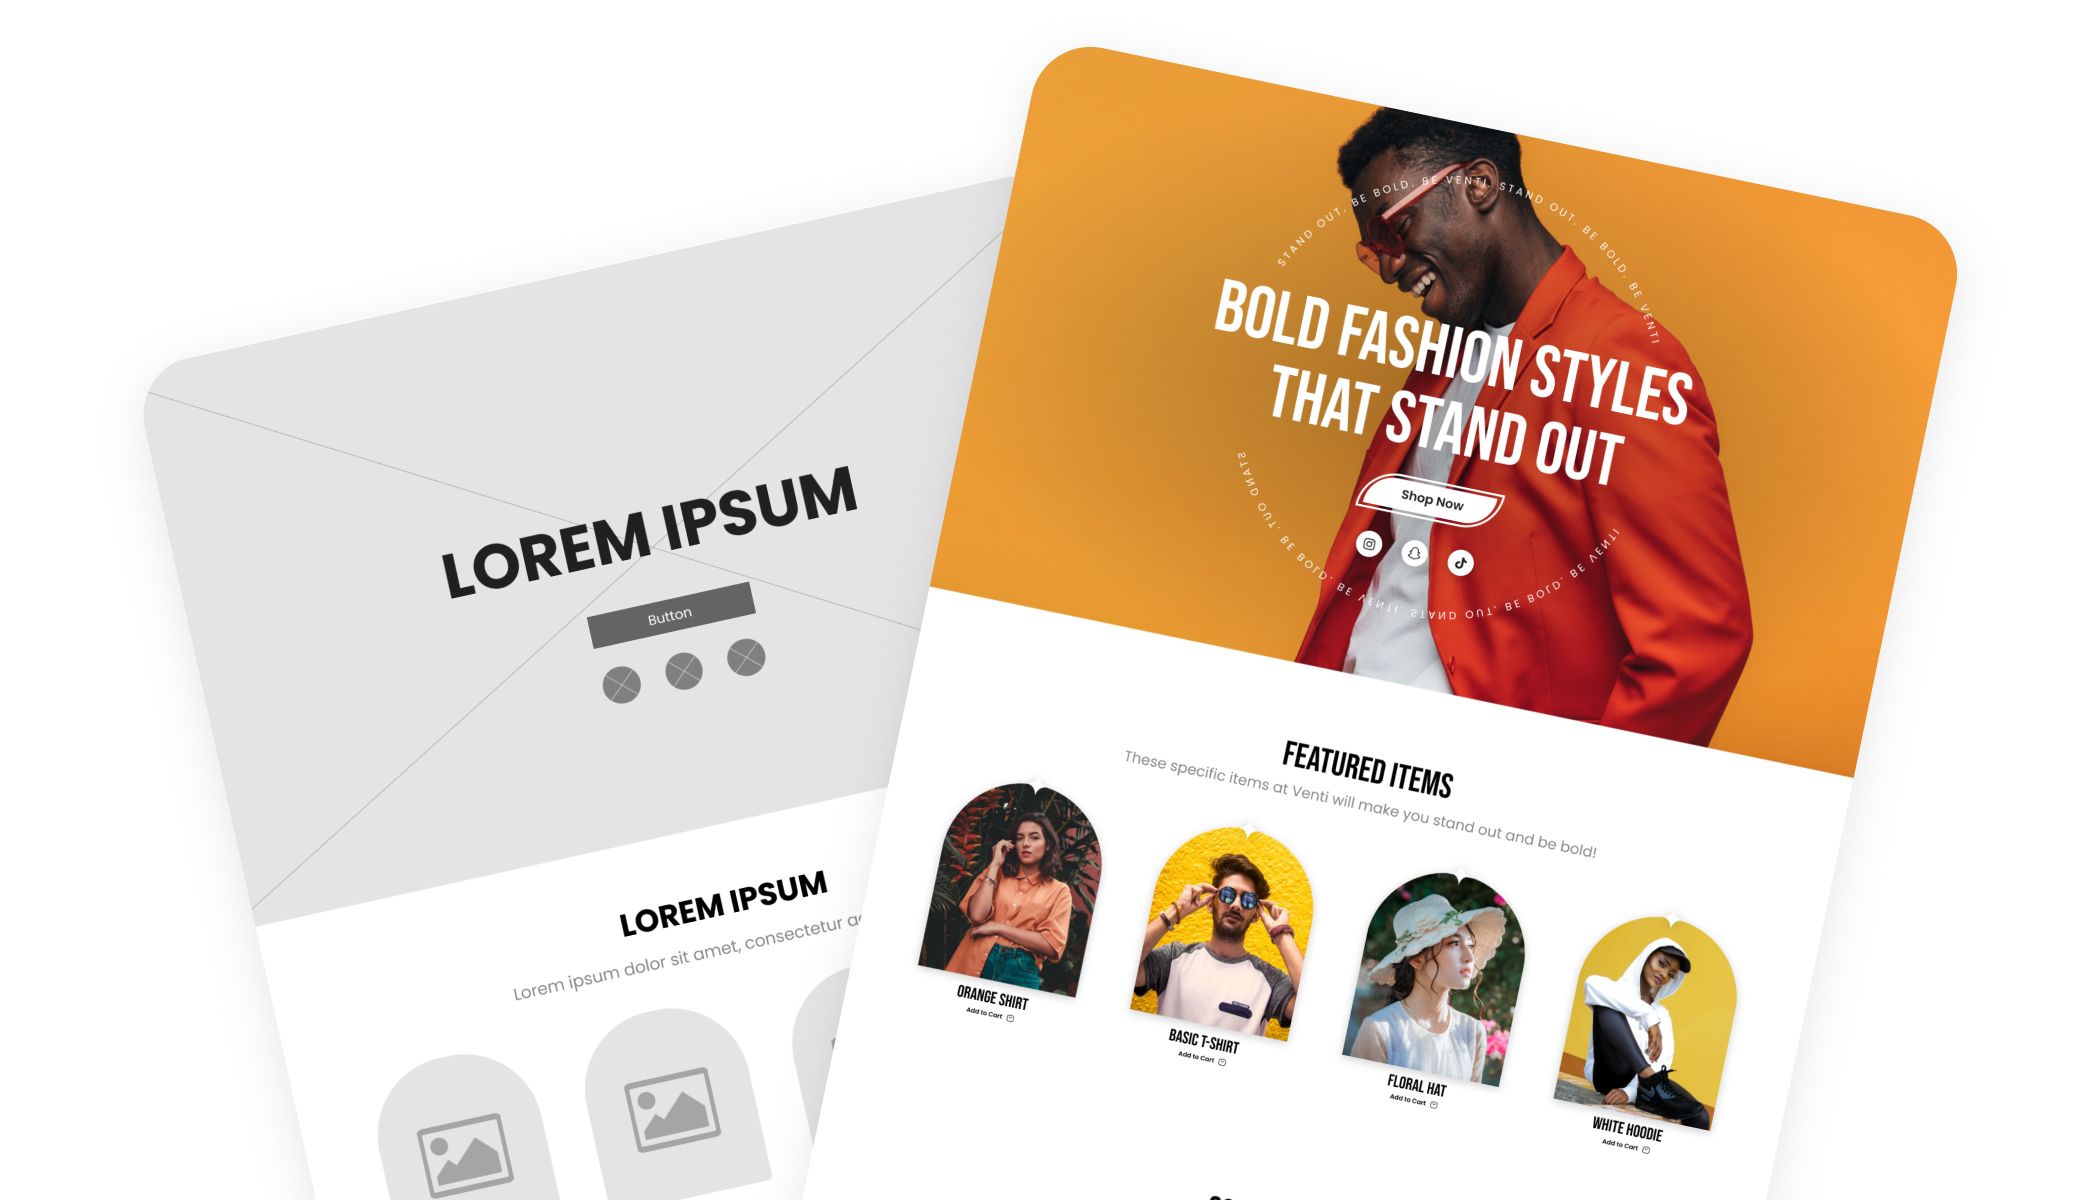 LOREM IPSUM
Button
LOREM IPSUM
Lorem ipsum dolor sit amet, consectetur
STAND OUT. BE BOLD. BE VENTI. STAND OUT. BE BOLD. BE VENTI
BOLD FASHION STYLES
THAT STAND OUT
Shop Now
STAND OUT. BE BOLD. BE VENTI. STAND OUT. BE BOLD. BE VENTI
FEATURED ITEMS
These specific items at Venti will make you stand out and be bold!
ORANGE SHIRT
Add to Cart
BASIC T-SHIRT
Add to Cart
FLORAL HAT
Add to Cart
WHITE HOODIE
Add to Cart